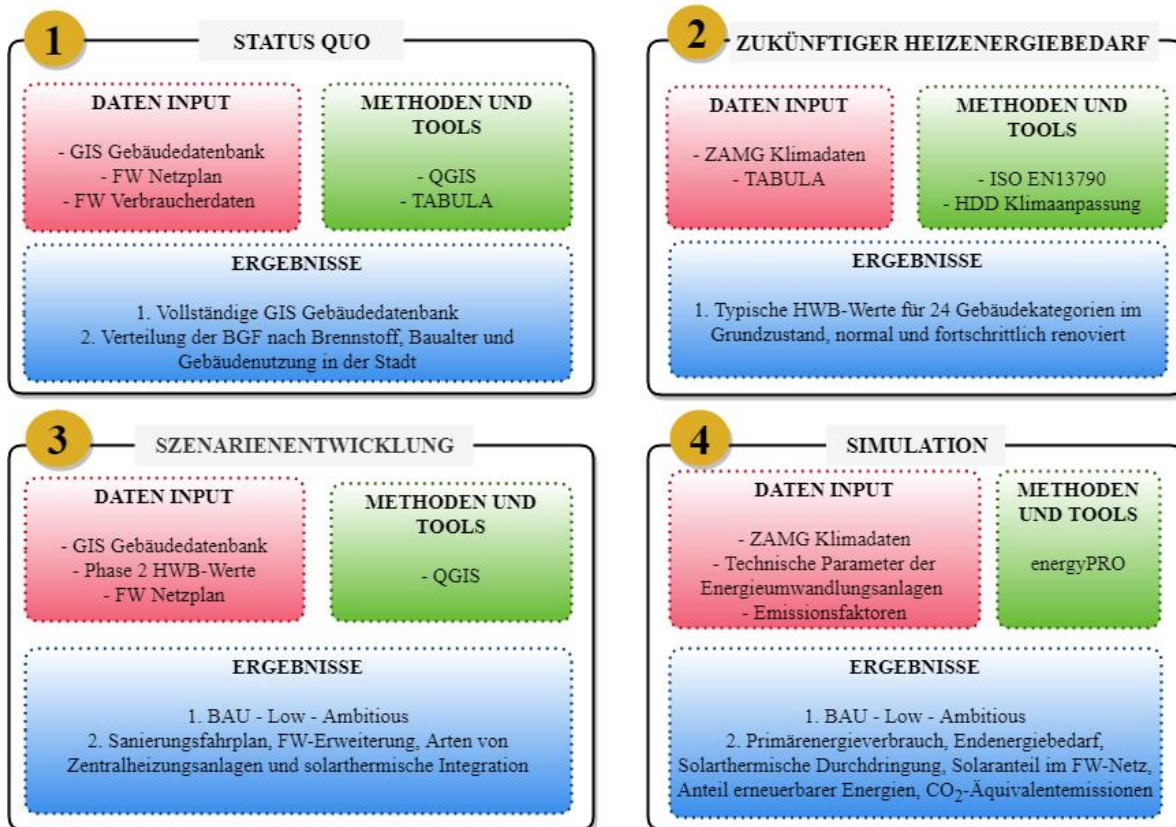 1
STATUS QUO
DATEN INPUT
- GIS Gebäudedatenbank
- FW Netzplan
- FW Verbraucherdaten
METHODEN UND
TOOLS
- QGIS
- TABULA
ERGEBNISSE
1. Vollständige GIS Gebäudedatenbank
2. Verteilung der BGF nach Brennstoff, Baualter und
Gebäudenutzung in der Stadt
2
ZUKÜNFTIGER HEIZENERGIEBEDARF
DATEN INPUT
- ZAMG Klimadaten
- TABULA
METHODEN UND
TOOLS
- ISO EN13790
- HDD Klimaanpassung
ERGEBNISSE
1. Typische HWB-Werte für 24 Gebäudekategorien im
Grundzustand, normal und fortschrittlich renoviert
3
SZENARIENENTWICKLUNG
DATEN INPUT
- GIS Gebäudedatenbank
- Phase 2 HWB-Werte
- FW Netzplan
METHODEN UND
TOOLS
- QGIS
ERGEBNISSE
1. BAU - Low - Ambitious
2. Sanierungsfahrplan, FW-Erweiterung, Arten von
Zentralheizungsanlagen und solarthermische Integration
4
SIMULATION
DATEN INPUT
- ZAMG Klimadaten
- Technische Parameter der
Energieumwandlungsanlagen
- Emissionsfaktoren
METHODEN
UND TOOLS
energyPRO
ERGEBNISSE
1. BAU - Low - Ambitious
2. Primärenergieverbrauch, Endenergiebedarf,
Solarthermische Durchdringung, Solaranteil im FW-Netz,
Anteil erneuerbarer Energien, CO₂-Äquivalentemissionen